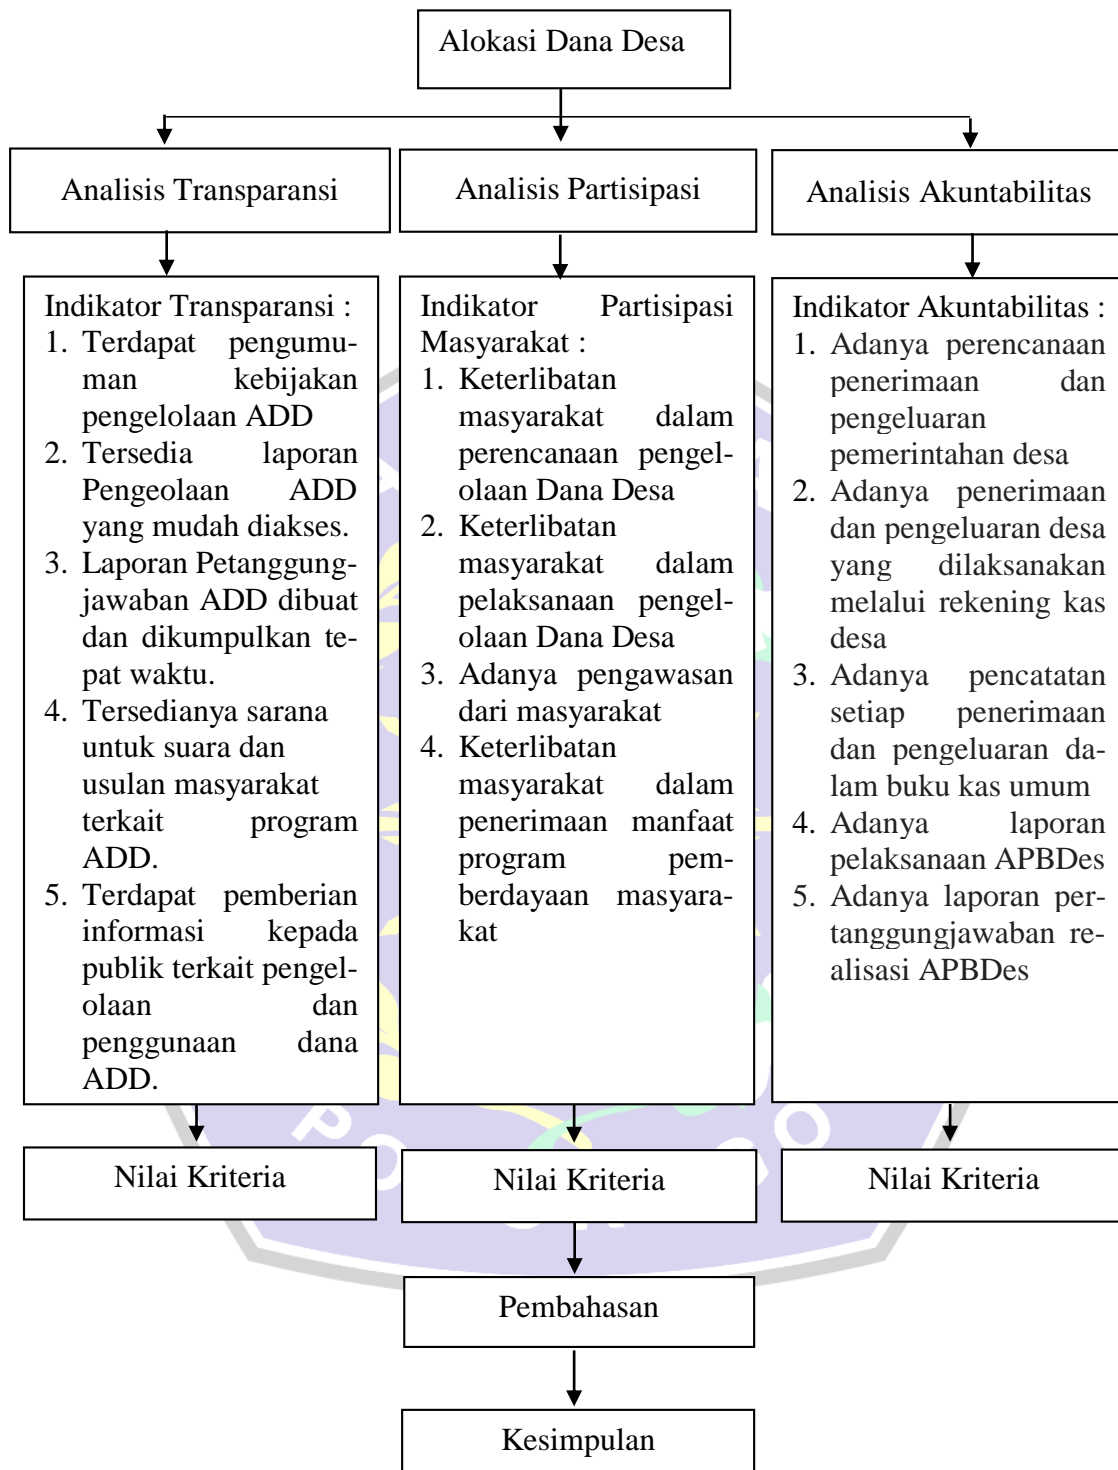 Alokasi Dana Desa
Analisis Transparansi
Analisis Partisipasi
Analisis Akuntabilitas
Indikator Transparansi :
1. Terdapat pengumu-
man kebijakan
pengelolaan ADD
2. Tersedia laporan
Pengeolaan ADD
yang mudah diakses.
3. Laporan Petanggung-
jawaban ADD dibuat
dan dikumpulkan te-
pat waktu.
4. Tersedianya sarana
untuk suara dan
usulan masyarakat
terkait program
ADD.
5. Terdapat pemberian
informasi kepada
publik terkait pengel-
olaan dan
penggunaan dana
ADD.
Indikator Partisipasi
Masyarakat :
1. Keterlibatan
masyarakat dalam
perencanaan pengel-
olaan Dana Desa
2. Keterlibatan
masyarakat dalam
pelaksanaan pengel-
olaan Dana Desa
3. Adanya pengawasan
dari masyarakat
4. Keterlibatan
masyarakat dalam
penerimaan manfaat
program pem-
berdayaan masyara-
kat
Indikator Akuntabilitas :
1. Adanya perencanaan
penerimaan dan
pengeluaran
pemerintahan desa
2. Adanya penerimaan
dan pengeluaran desa
yang dilaksanakan
melalui rekening kas
desa
3. Adanya pencatatan
setiap penerimaan
dan pengeluaran da-
lam buku kas umum
4. Adanya laporan
pelaksanaan APBDes
5. Adanya laporan per-
tanggungjawaban re-
alisasi APBDes
Nilai Kriteria
Nilai Kriteria
Nilai Kriteria
Pembahasan
Kesimpulan